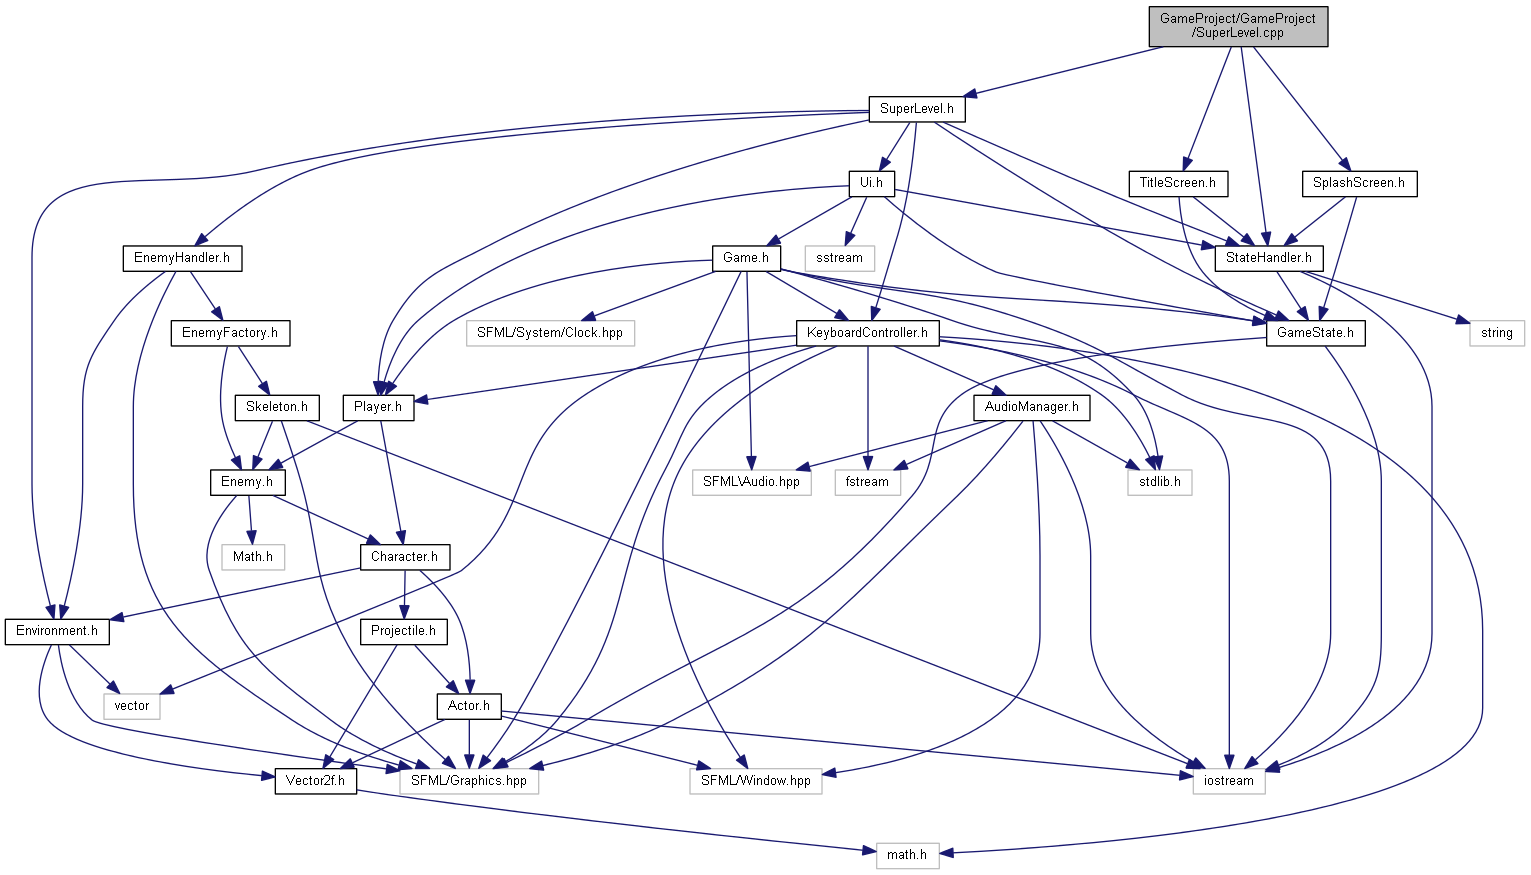 GameProject/GameProject
/SuperLevel.cpp
SuperLevel.h
Ui.h
TitleScreen.h
SplashScreen.h
EnemyHandler.h
Game.h
sstream
StateHandler.h
EnemyFactory.h
SFML/System/Clock.hpp
KeyboardController.h
GameState.h
string
Skeleton.h
Player.h
AudioManager.h
Enemy.h
SFML\Audio.hpp
fstream
stdlib.h
Math.h
Character.h
Environment.h
Projectile.h
vector
Actor.h
Vector2f.h
SFML/Graphics.hpp
SFML/Window.hpp
iostream
math.h